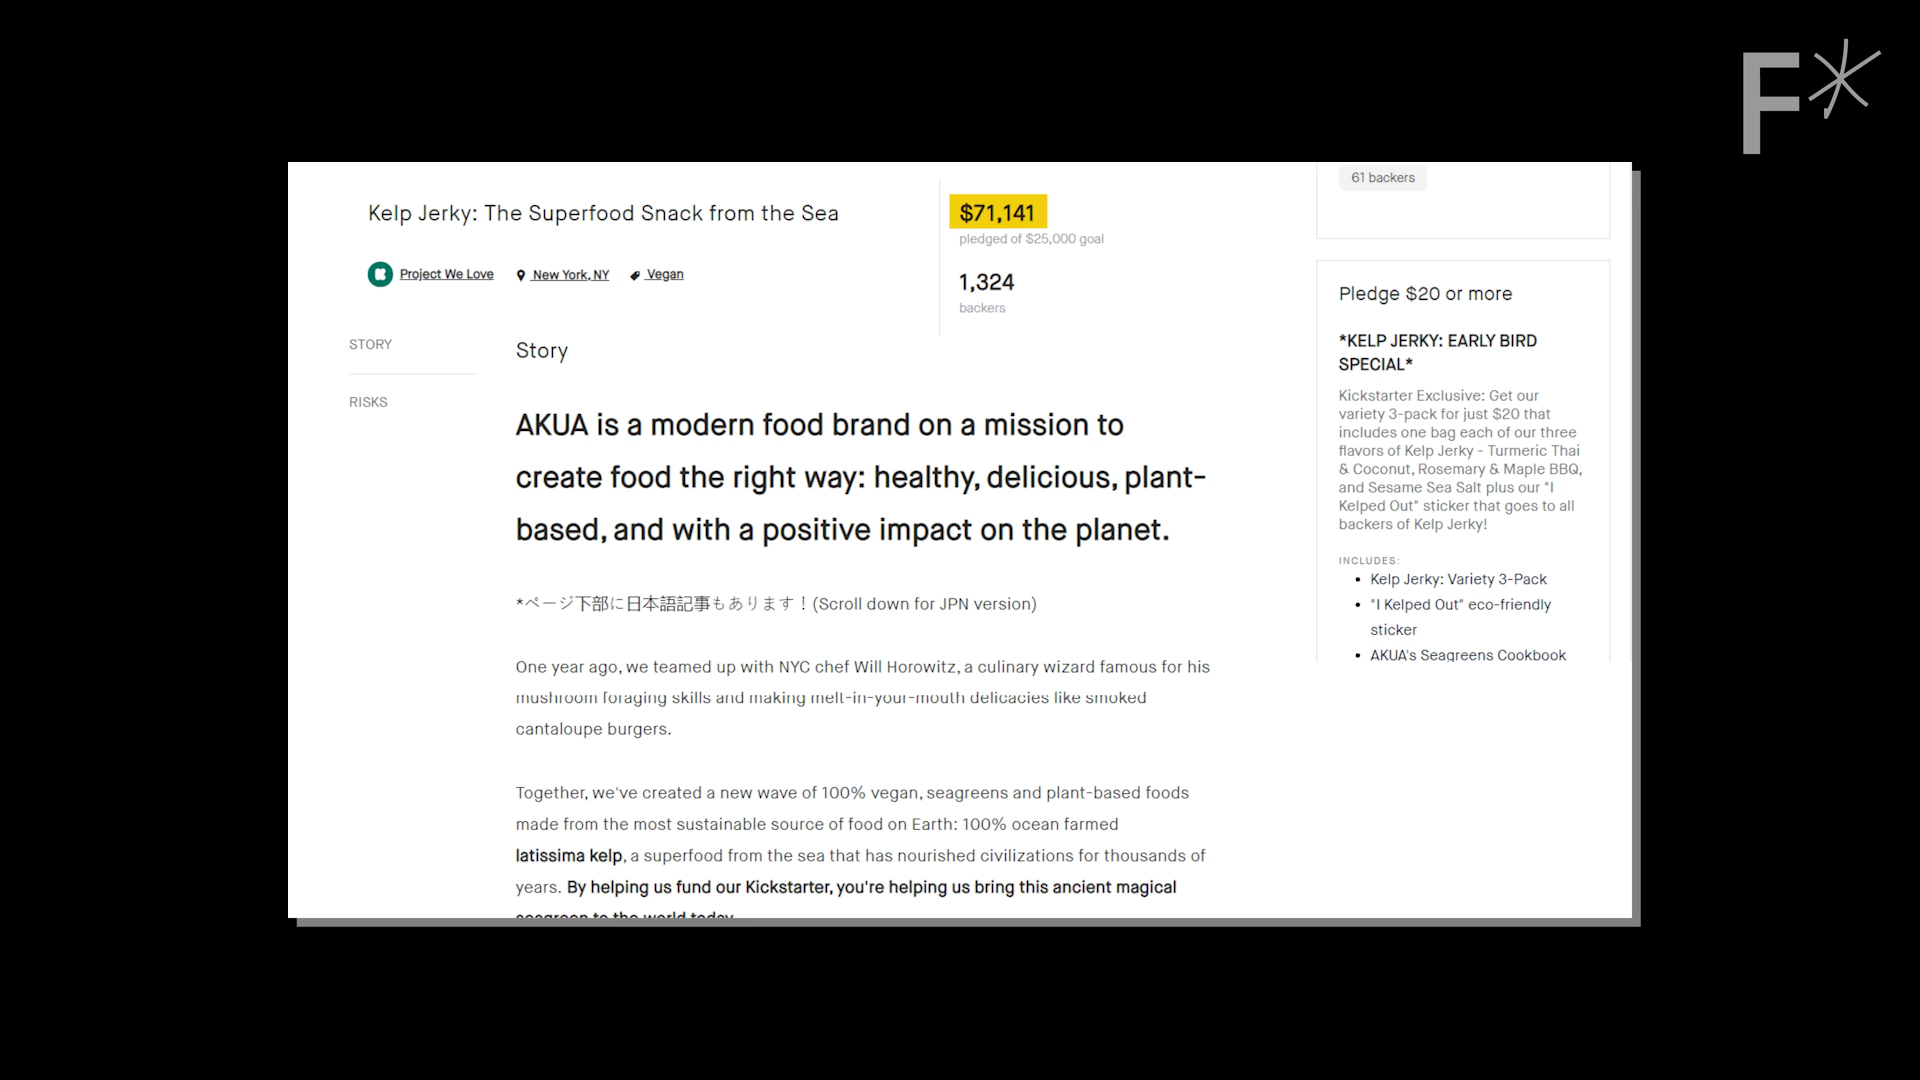 F*
61 backers
Kelp Jerky: The Superfood Snack from the Sea
$71,141
pledged of $25,000 goal
Project We Love
New York, NY
Vegan
1,324
backers
STORY
RISKS
Story
AKUA is a modern food brand on a mission to
create food the right way: healthy, delicious, plant-
based, and with a positive impact on the planet.
*ページ下部に日本語記事もあります！(Scroll down for JPN version)
One year ago, we teamed up with NYC chef Will Horowitz, a culinary wizard famous for his
mushroom foraging skills and making melt-in-your-mouth delicacies like smoked
cantaloupe burgers.
Together, we've created a new wave of 100% vegan, seagreens and plant-based foods
made from the most sustainable source of food on Earth: 100% ocean farmed
latissima kelp, a superfood from the sea that has nourished civilizations for thousands of
years. By helping us fund our Kickstarter, you're helping us bring this ancient magical
seagreen to the world today.
Pledge $20 or more
*KELP JERKY: EARLY BIRD
SPECIAL*
Kickstarter Exclusive: Get our
variety 3-pack for just $20 that
includes one bag each of our three
flavors of Kelp Jerky - Turmeric Thai
& Coconut, Rosemary & Maple BBQ,
and Sesame Sea Salt plus our "I
Kelped Out" sticker that goes to all
backers of Kelp Jerky!
INCLUDES:
• Kelp Jerky: Variety 3-Pack
• "I Kelped Out" eco-friendly
sticker
• AKUA's Seagreens Cookbook